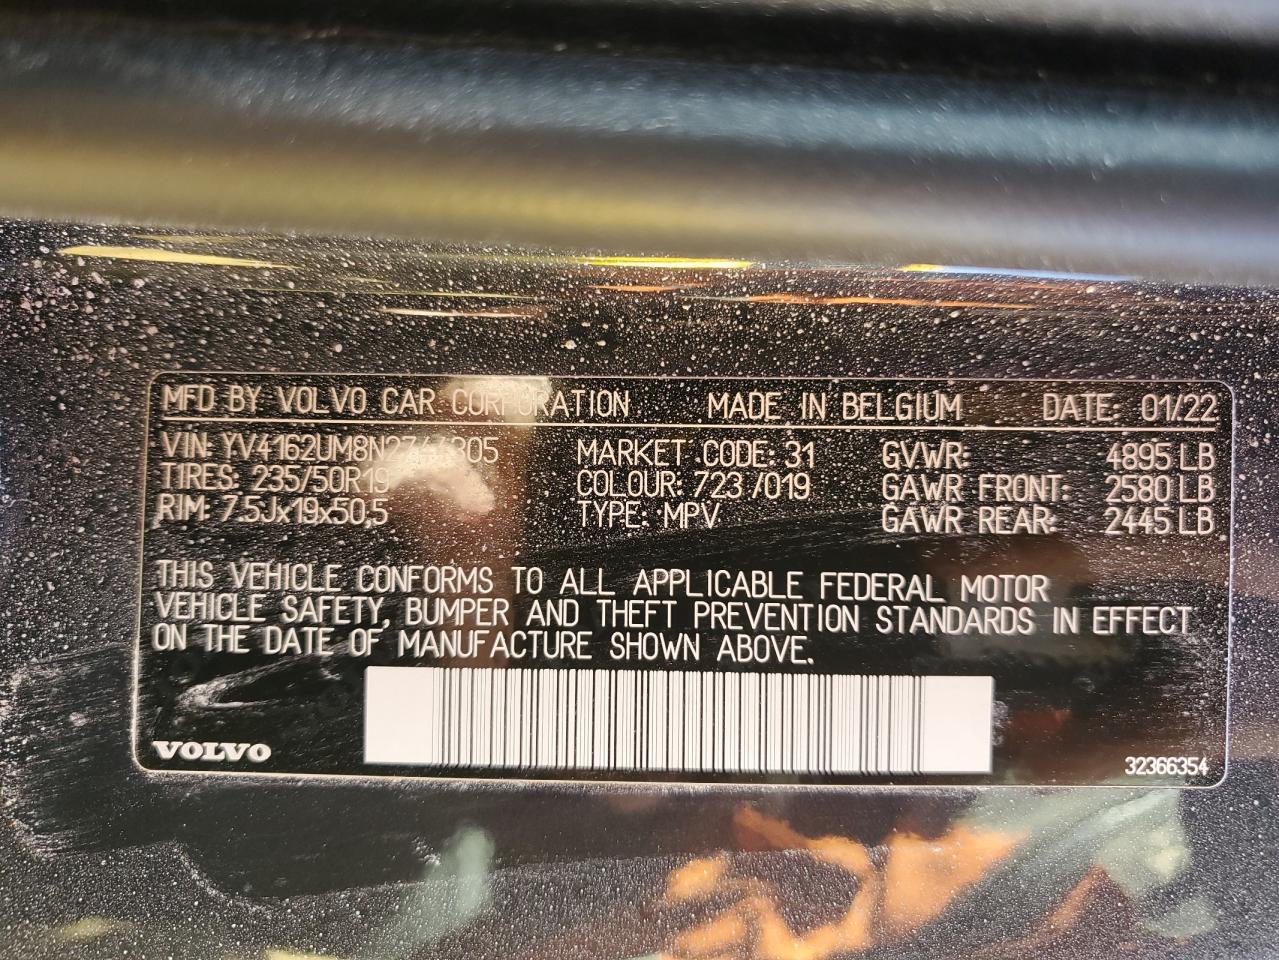 MFD BY VOLVO CAR CORPORATION MADE IN BELGIUM DATE: 01/22
VIN: MARKET CODE: 31 GVWR: 4895 LB
TIRES: 235/50R19 COLOUR: 723/019 GAWR FRONT: 2580 LB
RIM: 7.5Jx19x50,5 TYPE: MPV GAWR REAR: 2445 LB
THIS VEHICLE CONFORMS TO ALL APPLICABLE FEDERAL MOTOR
VEHICLE SAFETY, BUMPER AND THEFT PREVENTION STANDARDS IN EFFECT
ON THE DATE OF MANUFACTURE SHOWN ABOVE.
VOLVO 32366354